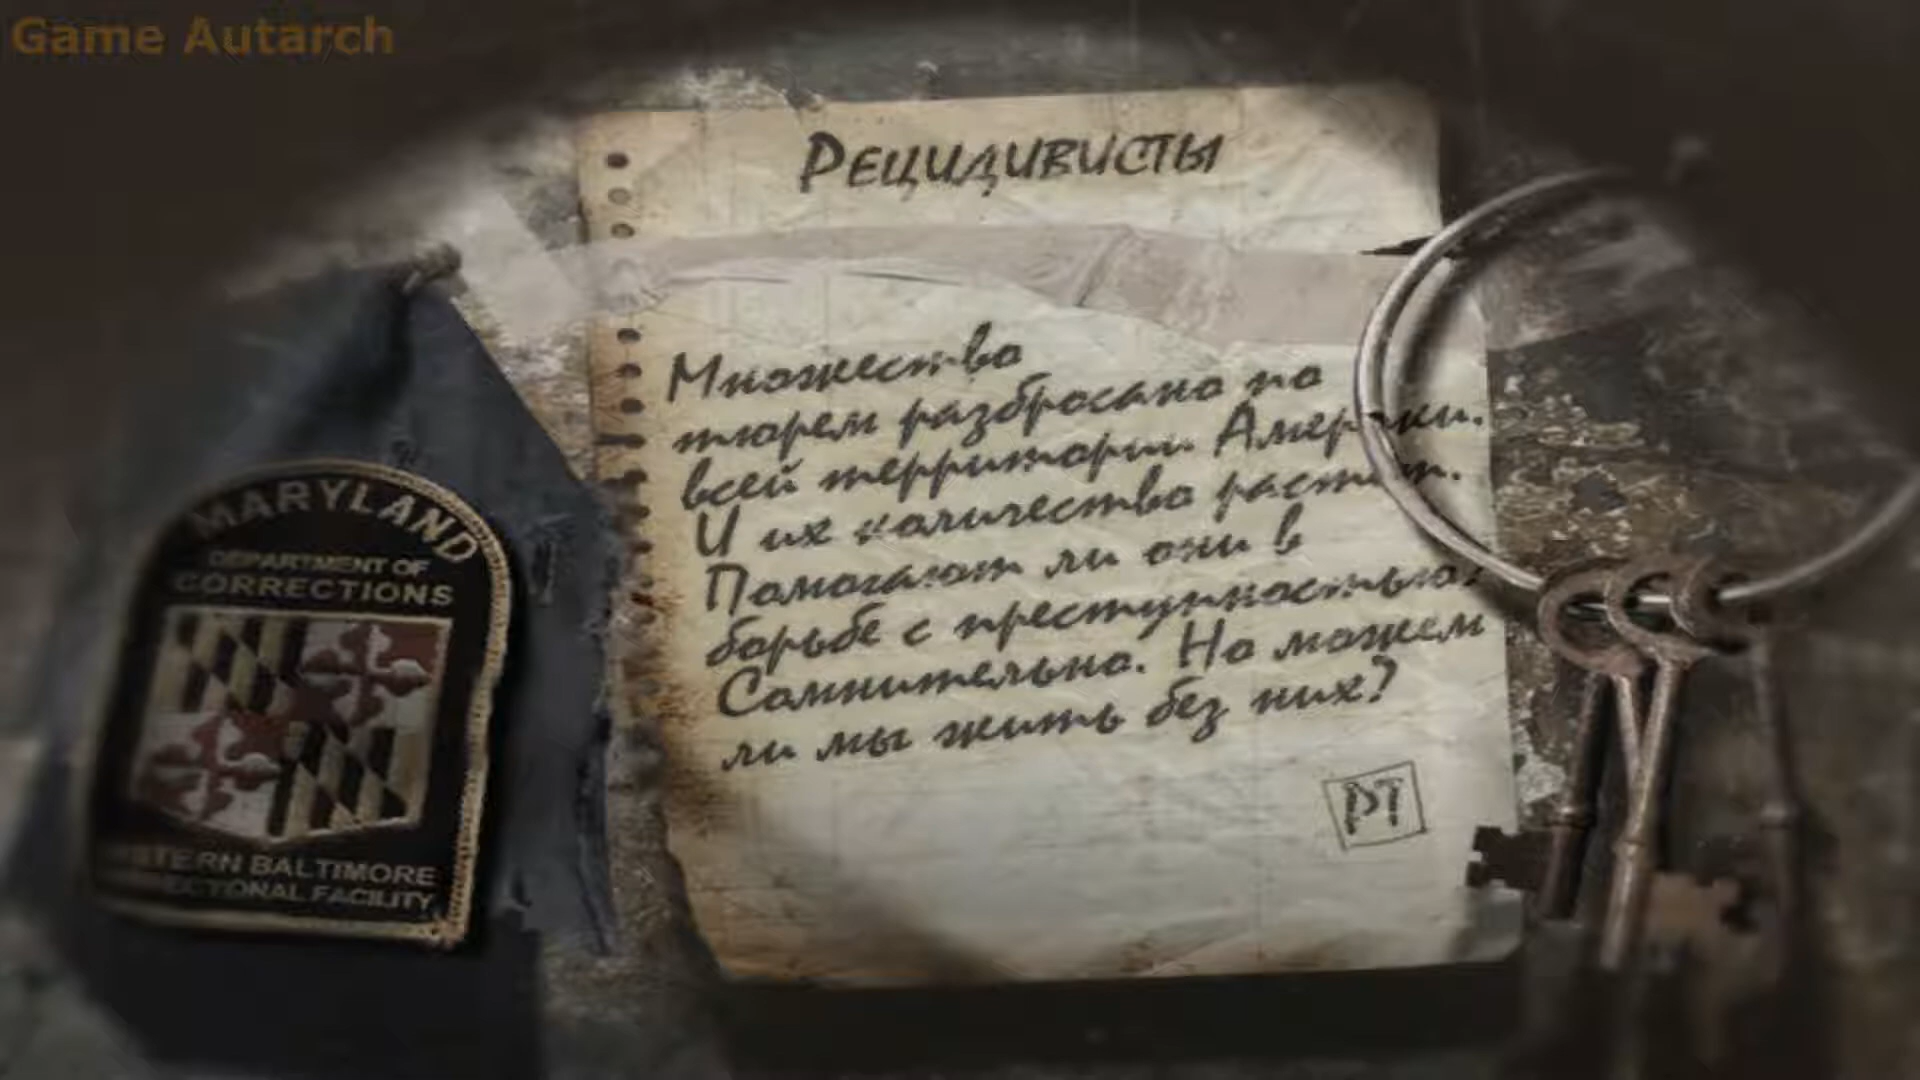 Game Autarch
Рецидивисты
Множество
тюрем разбросано по
всей территории Америки.
И их количество растет.
Помогают ли они в
борьбе с преступностью?
Сомнительно. Но можем
ли мы жить без них?
РТ
MARYLAND
DEPARTMENT OF
CORRECTIONS
BALTIMORE
FACILITY